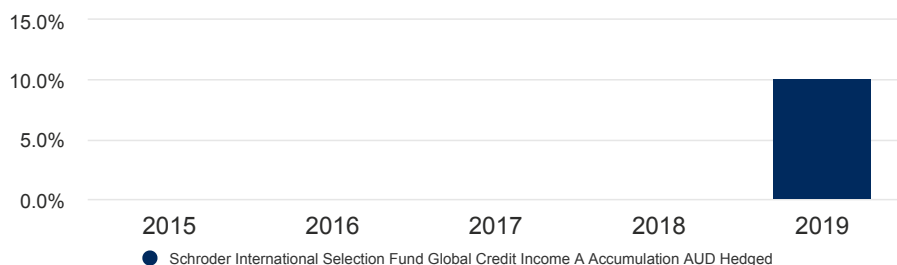 15.0%
10.0%
5.0%
0.0%
2015 2016 2017 2018 2019
Schroder International Selection Fund Global Credit Income A Accumulation AUD Hedged